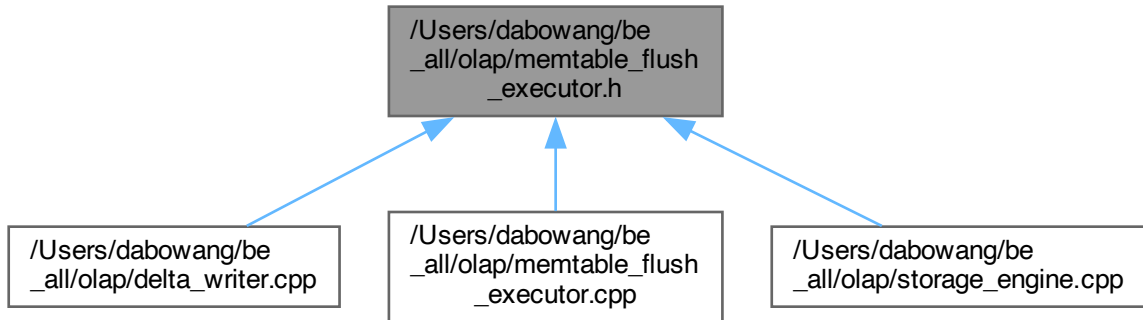 /Users/dabowang/be
_all/olap/memtable_flush
_executor.h
/Users/dabowang/be
_all/olap/delta_writer.cpp
/Users/dabowang/be
_all/olap/memtable_flush
_executor.cpp
/Users/dabowang/be
_all/olap/storage_engine.cpp